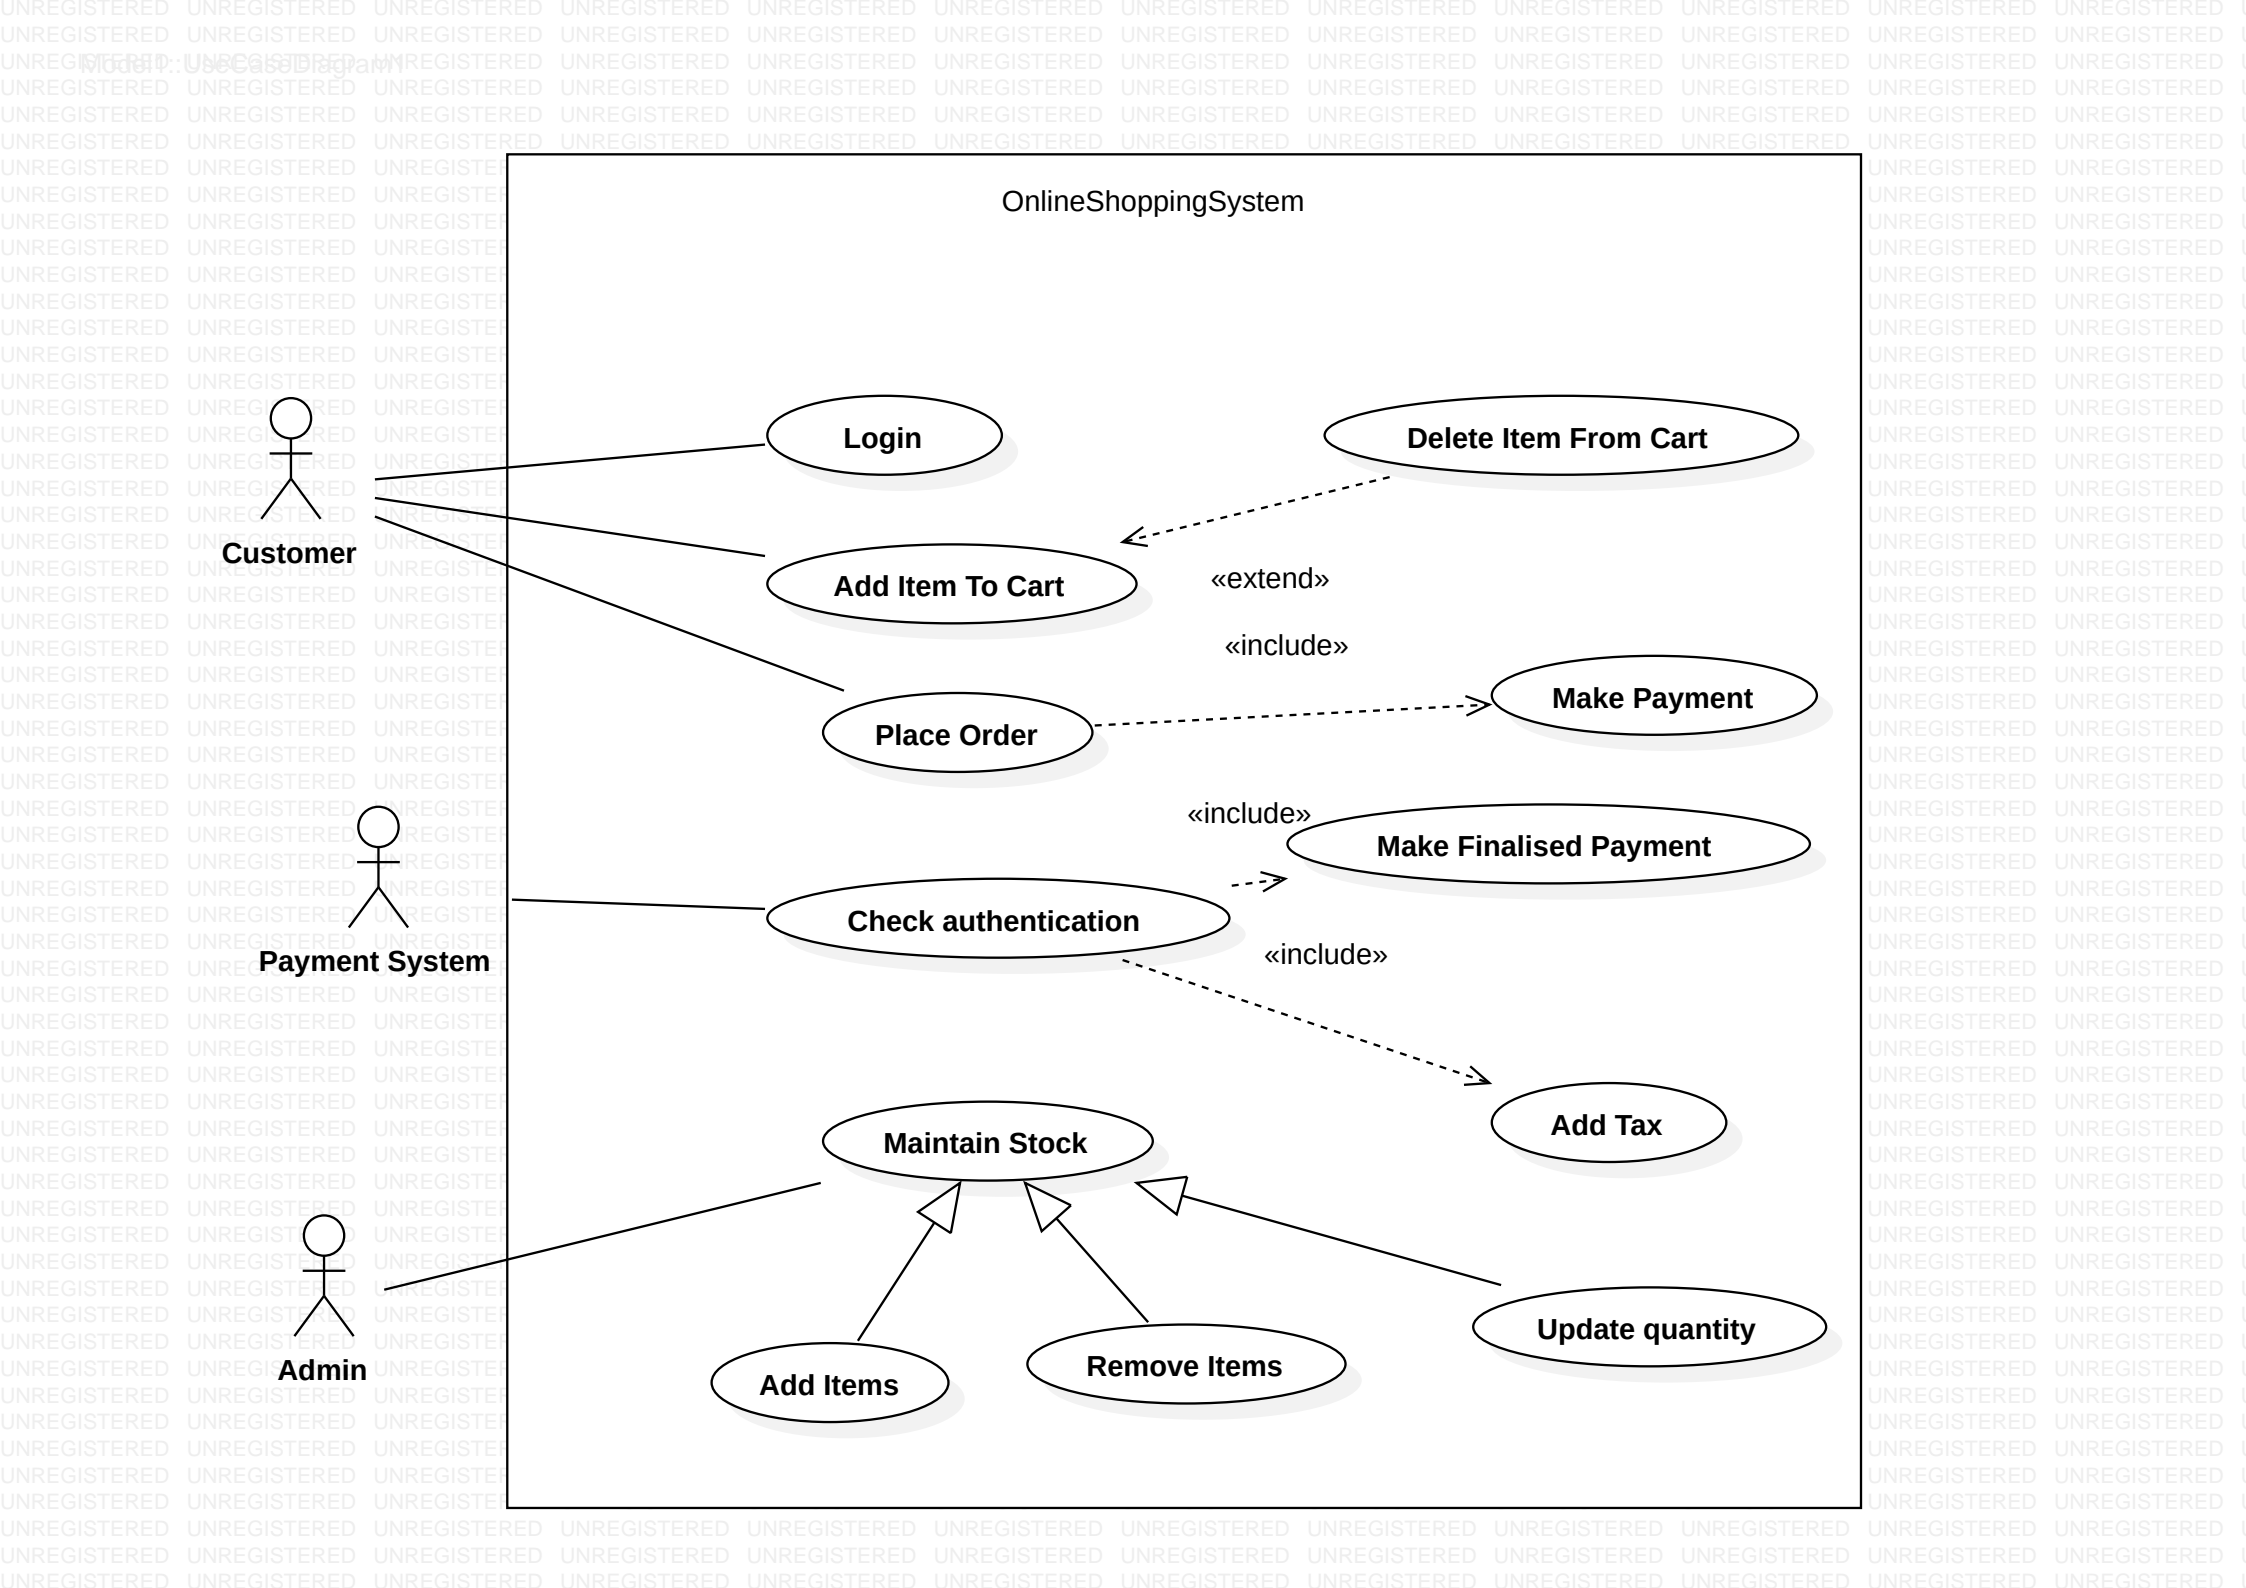 Model1::UseCaseDiagram1
OnlineShoppingSystem
Login
Delete Item From Cart
Customer
Add Item To Cart
«extend»
«include»
Make Payment
Place Order
«include»
Make Finalised Payment
Check authentication
Payment System
«include»
Add Tax
Maintain Stock
Update quantity
Admin
Add Items
Remove Items
UNREGISTERED